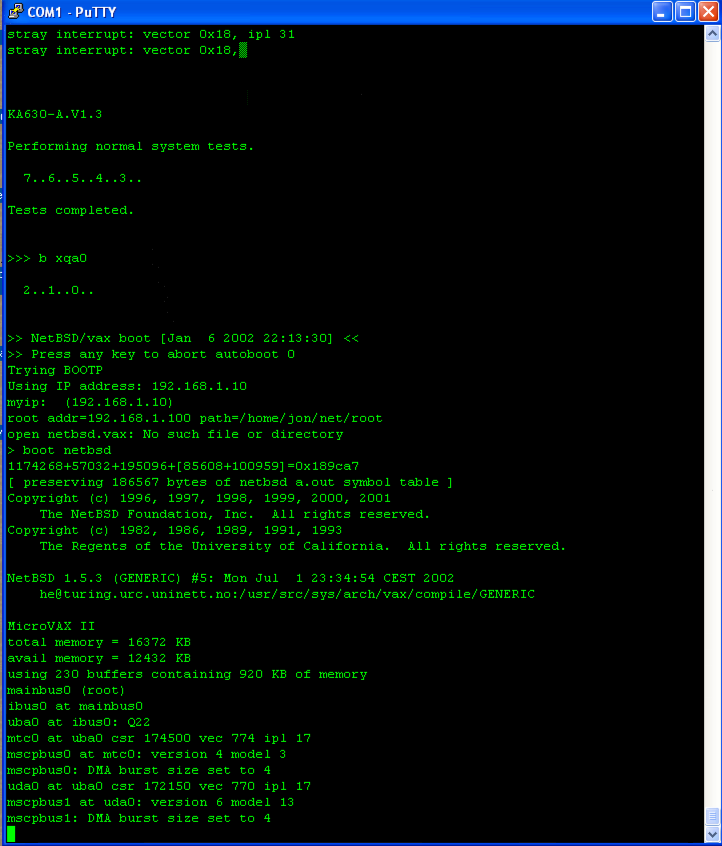 COM1 - PuTTY
stray interrupt: vector 0x18, ipl 31
stray interrupt: vector 0x18,
KA630-A.V1.3
Performing normal system tests.
7..6..5..4..3..
Tests completed.
>>> b xqa0
2..1..0..
>> NetBSD/vax boot [Jan  6 2002 22:13:30] <<
>> Press any key to abort autoboot 0
Trying BOOTP
Using IP address: 192.168.1.10
myip:  (192.168.1.10)
root addr=192.168.1.100 path=/home/jon/net/root
open netbsd.vax: No such file or directory
> boot netbsd
1174268+57032+195096+[85608+100959]=0x189ca7
[ preserving 186567 bytes of netbsd a.out symbol table ]
Copyright (c) 1996, 1997, 1998, 1999, 2000, 2001
The NetBSD Foundation, Inc.  All rights reserved.
Copyright (c) 1982, 1986, 1989, 1991, 1993
The Regents of the University of California.  All rights reserved.
NetBSD 1.5.3 (GENERIC) #5: Mon Jul  1 23:34:54 CEST 2002
he@turing.urc.uninett.no:/usr/src/sys/arch/vax/compile/GENERIC
MicroVAX II
total memory = 16372 KB
avail memory = 12432 KB
using 230 buffers containing 920 KB of memory
mainbus0 (root)
ibus0 at mainbus0
uba0 at ibus0: Q22
mtc0 at uba0 csr 174500 vec 774 ipl 17
mscpbus0 at mtc0: version 4 model 3
mscpbus0: DMA burst size set to 4
uda0 at uba0 csr 172150 vec 770 ipl 17
mscpbus1 at uda0: version 6 model 13
mscpbus1: DMA burst size set to 4